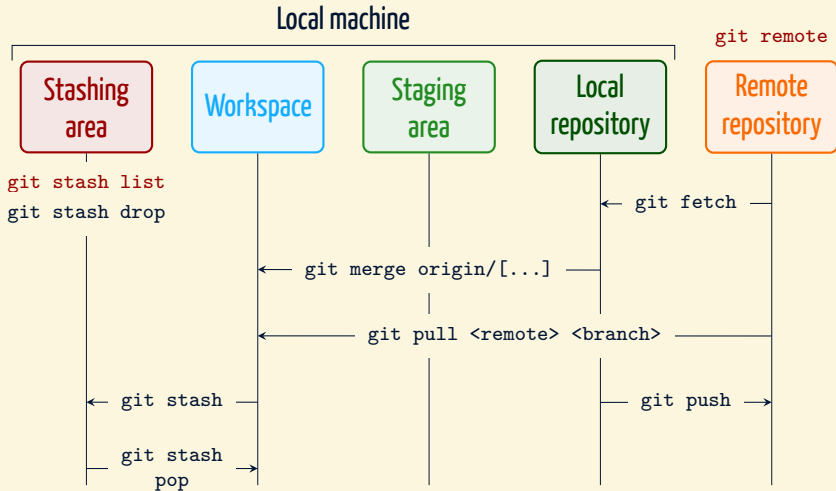 Local machine
git remote
Stashing
area
Workspace
Staging
area
Local
repository
Remote
repository
git stash list
git stash drop
git fetch
git merge origin/[...]
git pull <remote> <branch>
git stash
git push
git stash
pop